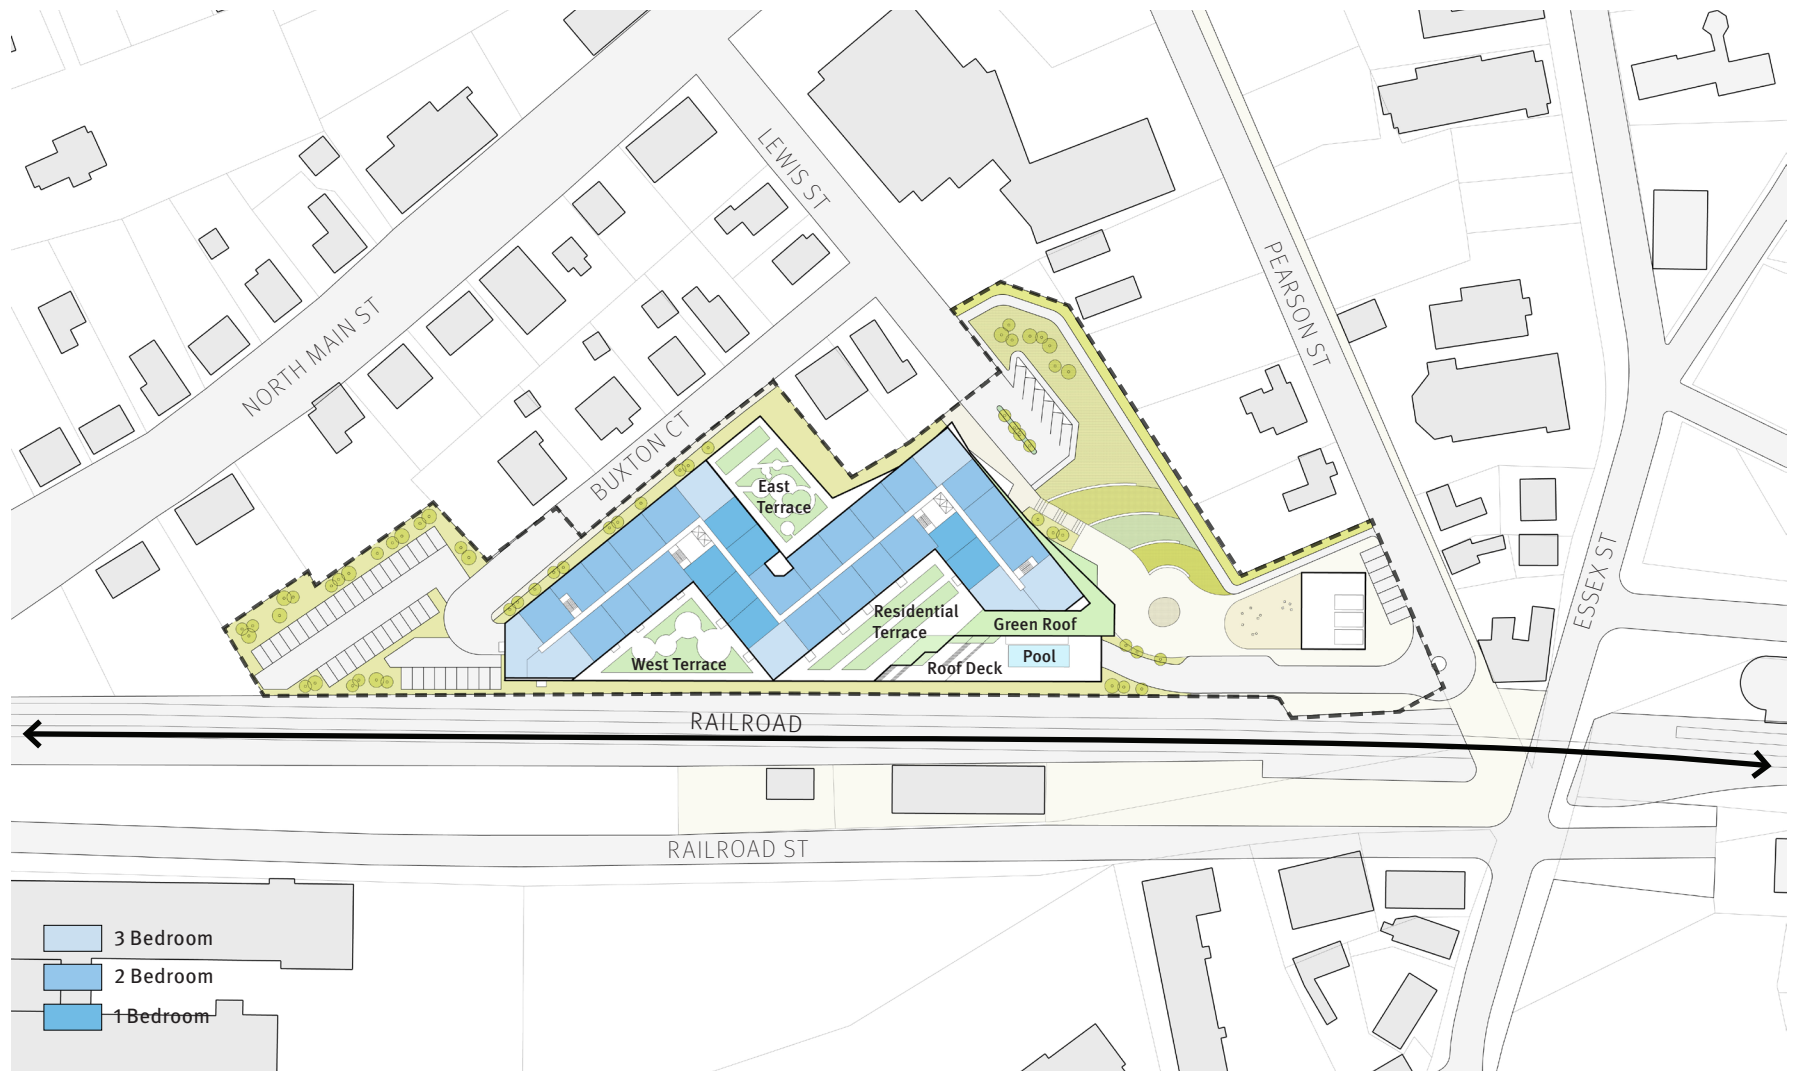 LEWIS ST
PEARSON ST
NORTH MAIN ST
BUXTON CT
East
Terrace
ESSEX ST
Residential
Terrace
Green Roof
West Terrace
Roof Deck
Pool
RAILROAD
RAILROAD ST
3 Bedroom
2 Bedroom
1 Bedroom